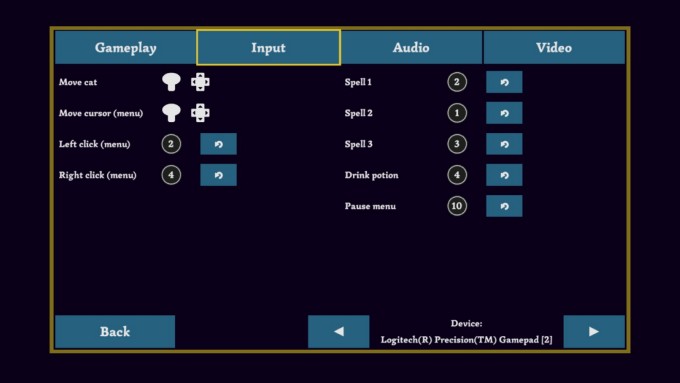 Gameplay Input Audio Video
Move cat
Move cursor (menu)
Left click (menu) 2
Right click (menu) 4
Spell 1 2
Spell 2 1
Spell 3 3
Drink potion 4
Pause menu 10
Back
Device:
Logitech(R) Precision(TM) Gamepad [2]